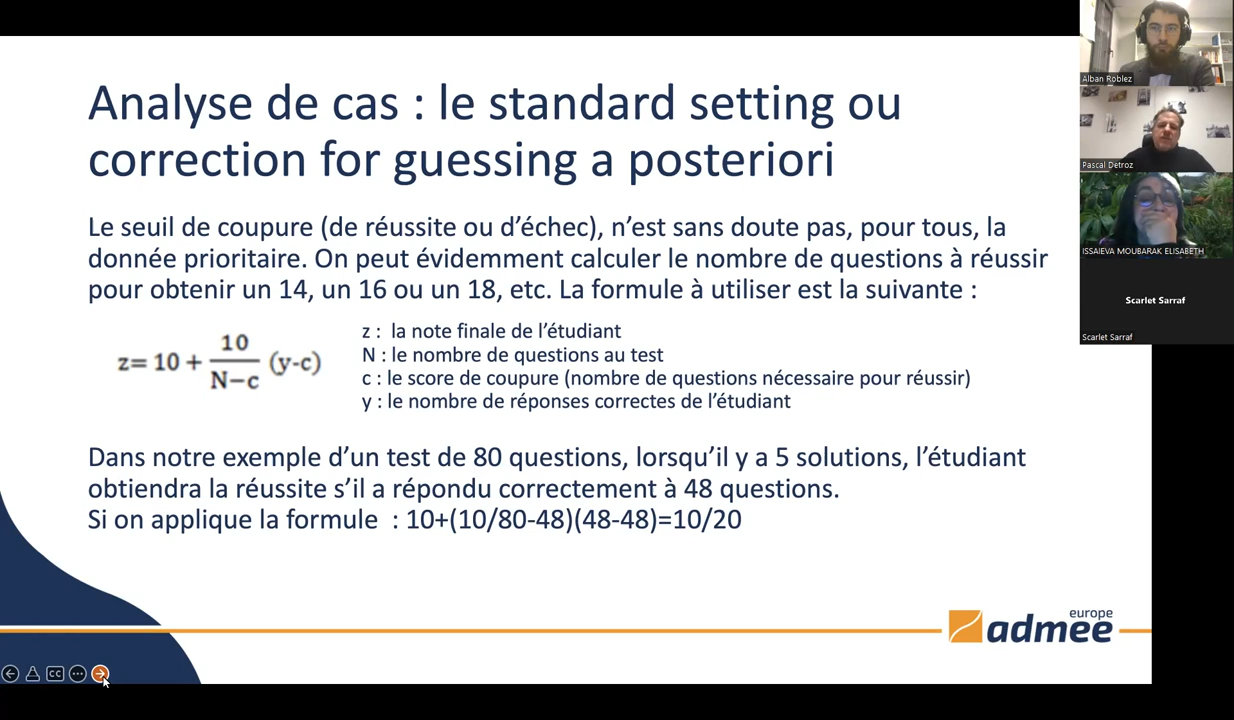 Analyse de cas : le standard setting ou
correction for guessing a posteriori
Le seuil de coupure (de réussite ou d’échec), n’est sans doute pas, pour tous, la
donnée prioritaire. On peut évidemment calculer le nombre de questions à réussir
pour obtenir un 14, un 16 ou un 18, etc. La formule à utiliser est la suivante :
z= 10 + 10/N−c (y-c)
z : la note finale de l’étudiant
N : le nombre de questions au test
c : le score de coupure (nombre de questions nécessaire pour réussir)
y : le nombre de réponses correctes de l’étudiant
Dans notre exemple d’un test de 80 questions, lorsqu’il y a 5 solutions, l’étudiant
obtiendra la réussite s’il a répondu correctement à 48 questions.
Si on applique la formule : 10+(10/80-48)(48-48)=10/20
europe
admee
CC
Alban Roblez
Pascal Detroz
ISSAIEVA MOUBARAK ELISABETH
Scarlet Sarraf
Scarlet Sarraf